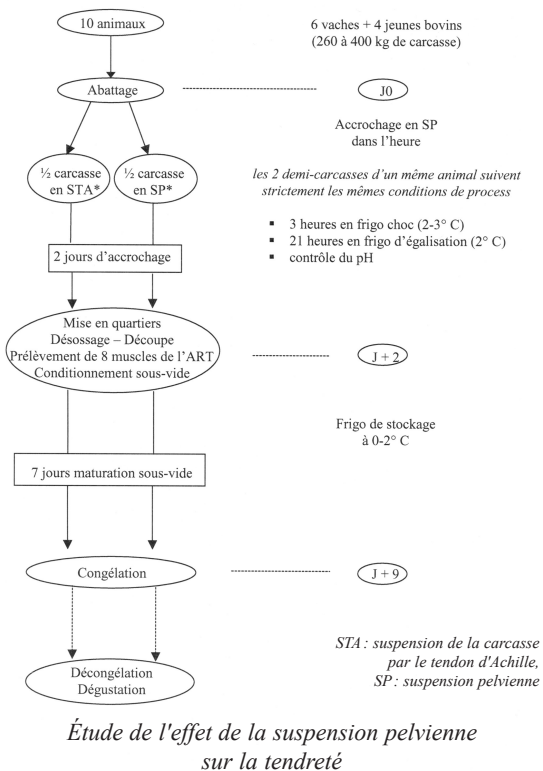 10 animaux
6 vaches + 4 jeunes bovins
(260 à 400 kg de carcasse)
Abattage
J0
Accrochage en SP
dans l'heure
½ carcasse
en STA*
½ carcasse
en SP*
les 2 demi-carcasses d'un même animal suivent
strictement les mêmes conditions de process
▪ 3 heures en frigo choc (2-3° C)
▪ 21 heures en frigo d'égalisation (2° C)
▪ contrôle du pH
2 jours d'accrochage
Mise en quartiers
Désossage – Découpe
Prélèvement de 8 muscles de l'ART
Conditionnement sous-vide
J + 2
Frigo de stockage
à 0-2° C
7 jours maturation sous-vide
Congélation
J + 9
Décongélation
Dégustation
STA : suspension de la carcasse
par le tendon d'Achille,
SP : suspension pelvienne
Étude de l'effet de la suspension pelvienne
sur la tendreté